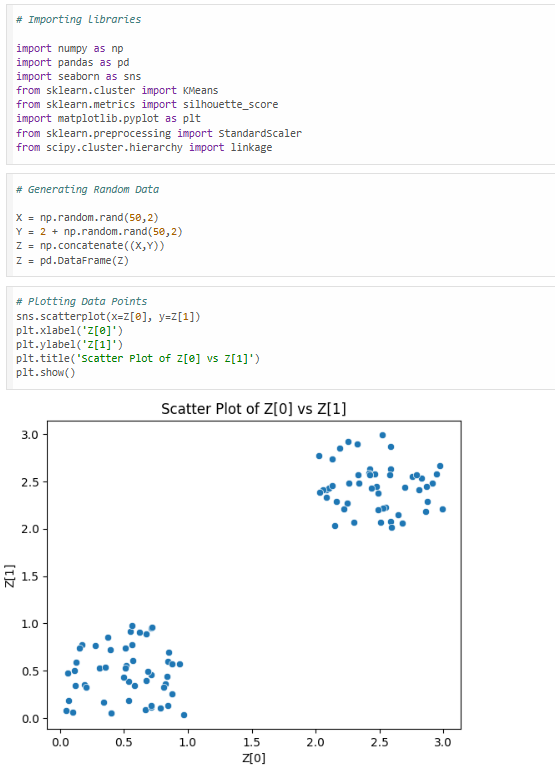 # Importing Libraries
import numpy as np
import pandas as pd
import seaborn as sns
from sklearn.cluster import KMeans
from sklearn.metrics import silhouette_score
import matplotlib.pyplot as plt
from sklearn.preprocessing import StandardScaler
from scipy.cluster.hierarchy import linkage
# Generating Random Data
X = np.random.rand(50,2)
Y = 2 + np.random.rand(50,2)
Z = np.concatenate((X,Y))
Z = pd.DataFrame(Z)
# Plotting Data Points
sns.scatterplot(x=Z[0], y=Z[1])
plt.xlabel('Z[0]')
plt.ylabel('Z[1]')
plt.title('Scatter Plot of Z[0] vs Z[1]')
plt.show()
Scatter Plot of Z[0] vs Z[1]
3.0
2.5
2.0
1.5
1.0
0.5
0.0
Z[1]
0.0 0.5 1.0 1.5 2.0 2.5 3.0
Z[0]